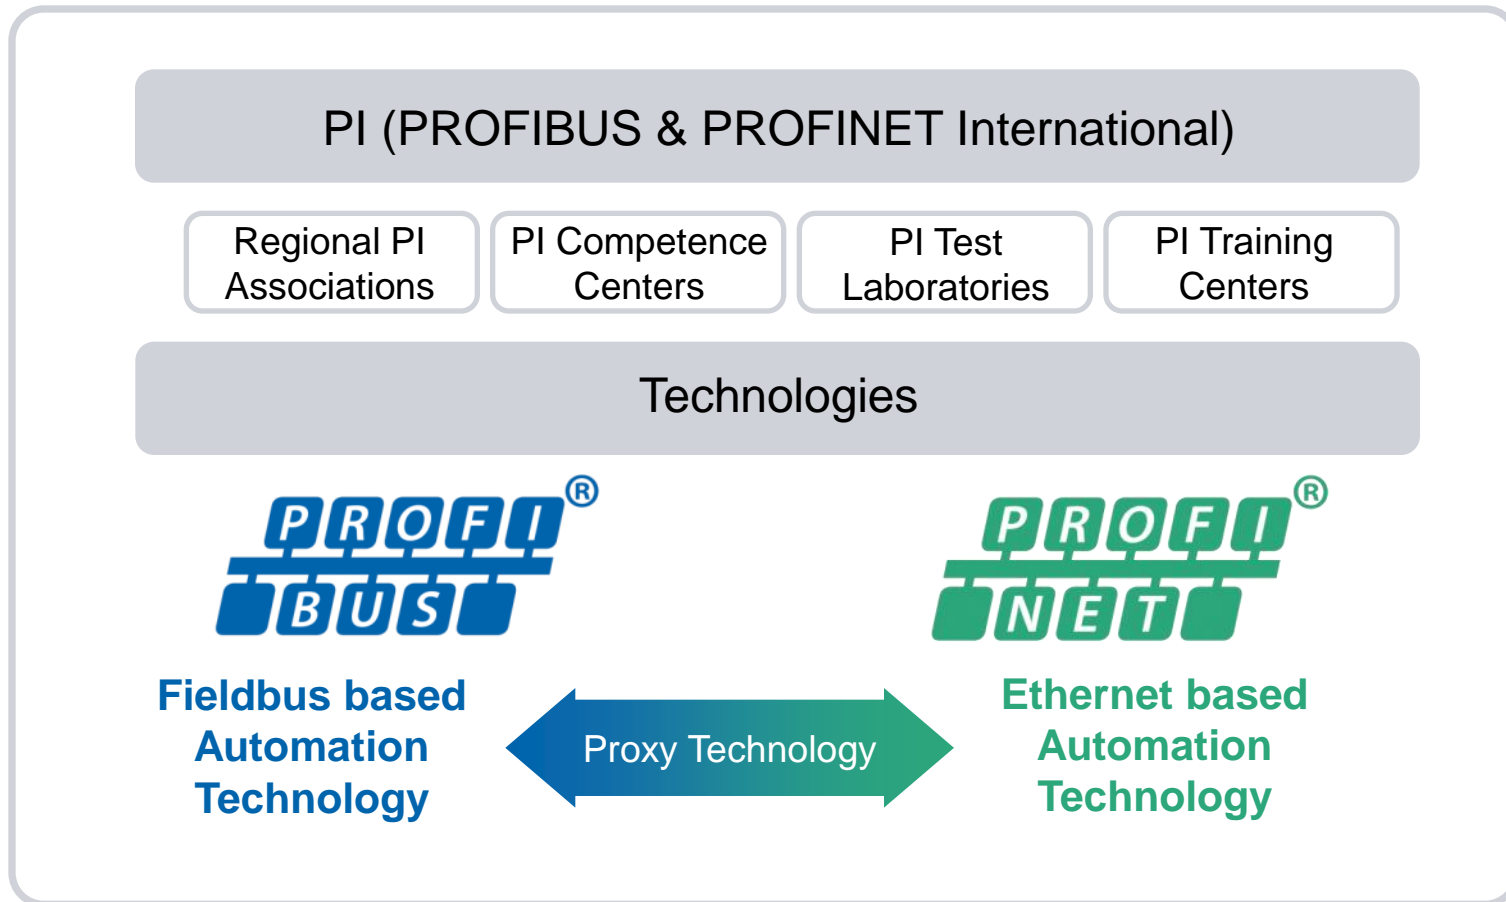 PI (PROFIBUS & PROFINET International)
Regional PI
Associations
PI Competence
Centers
PI Test
Laboratories
PI Training
Centers
Technologies
PROFI®
BUS
PROFI®
NET
Fieldbus based
Automation
Technology
Proxy Technology
Ethernet based
Automation
Technology